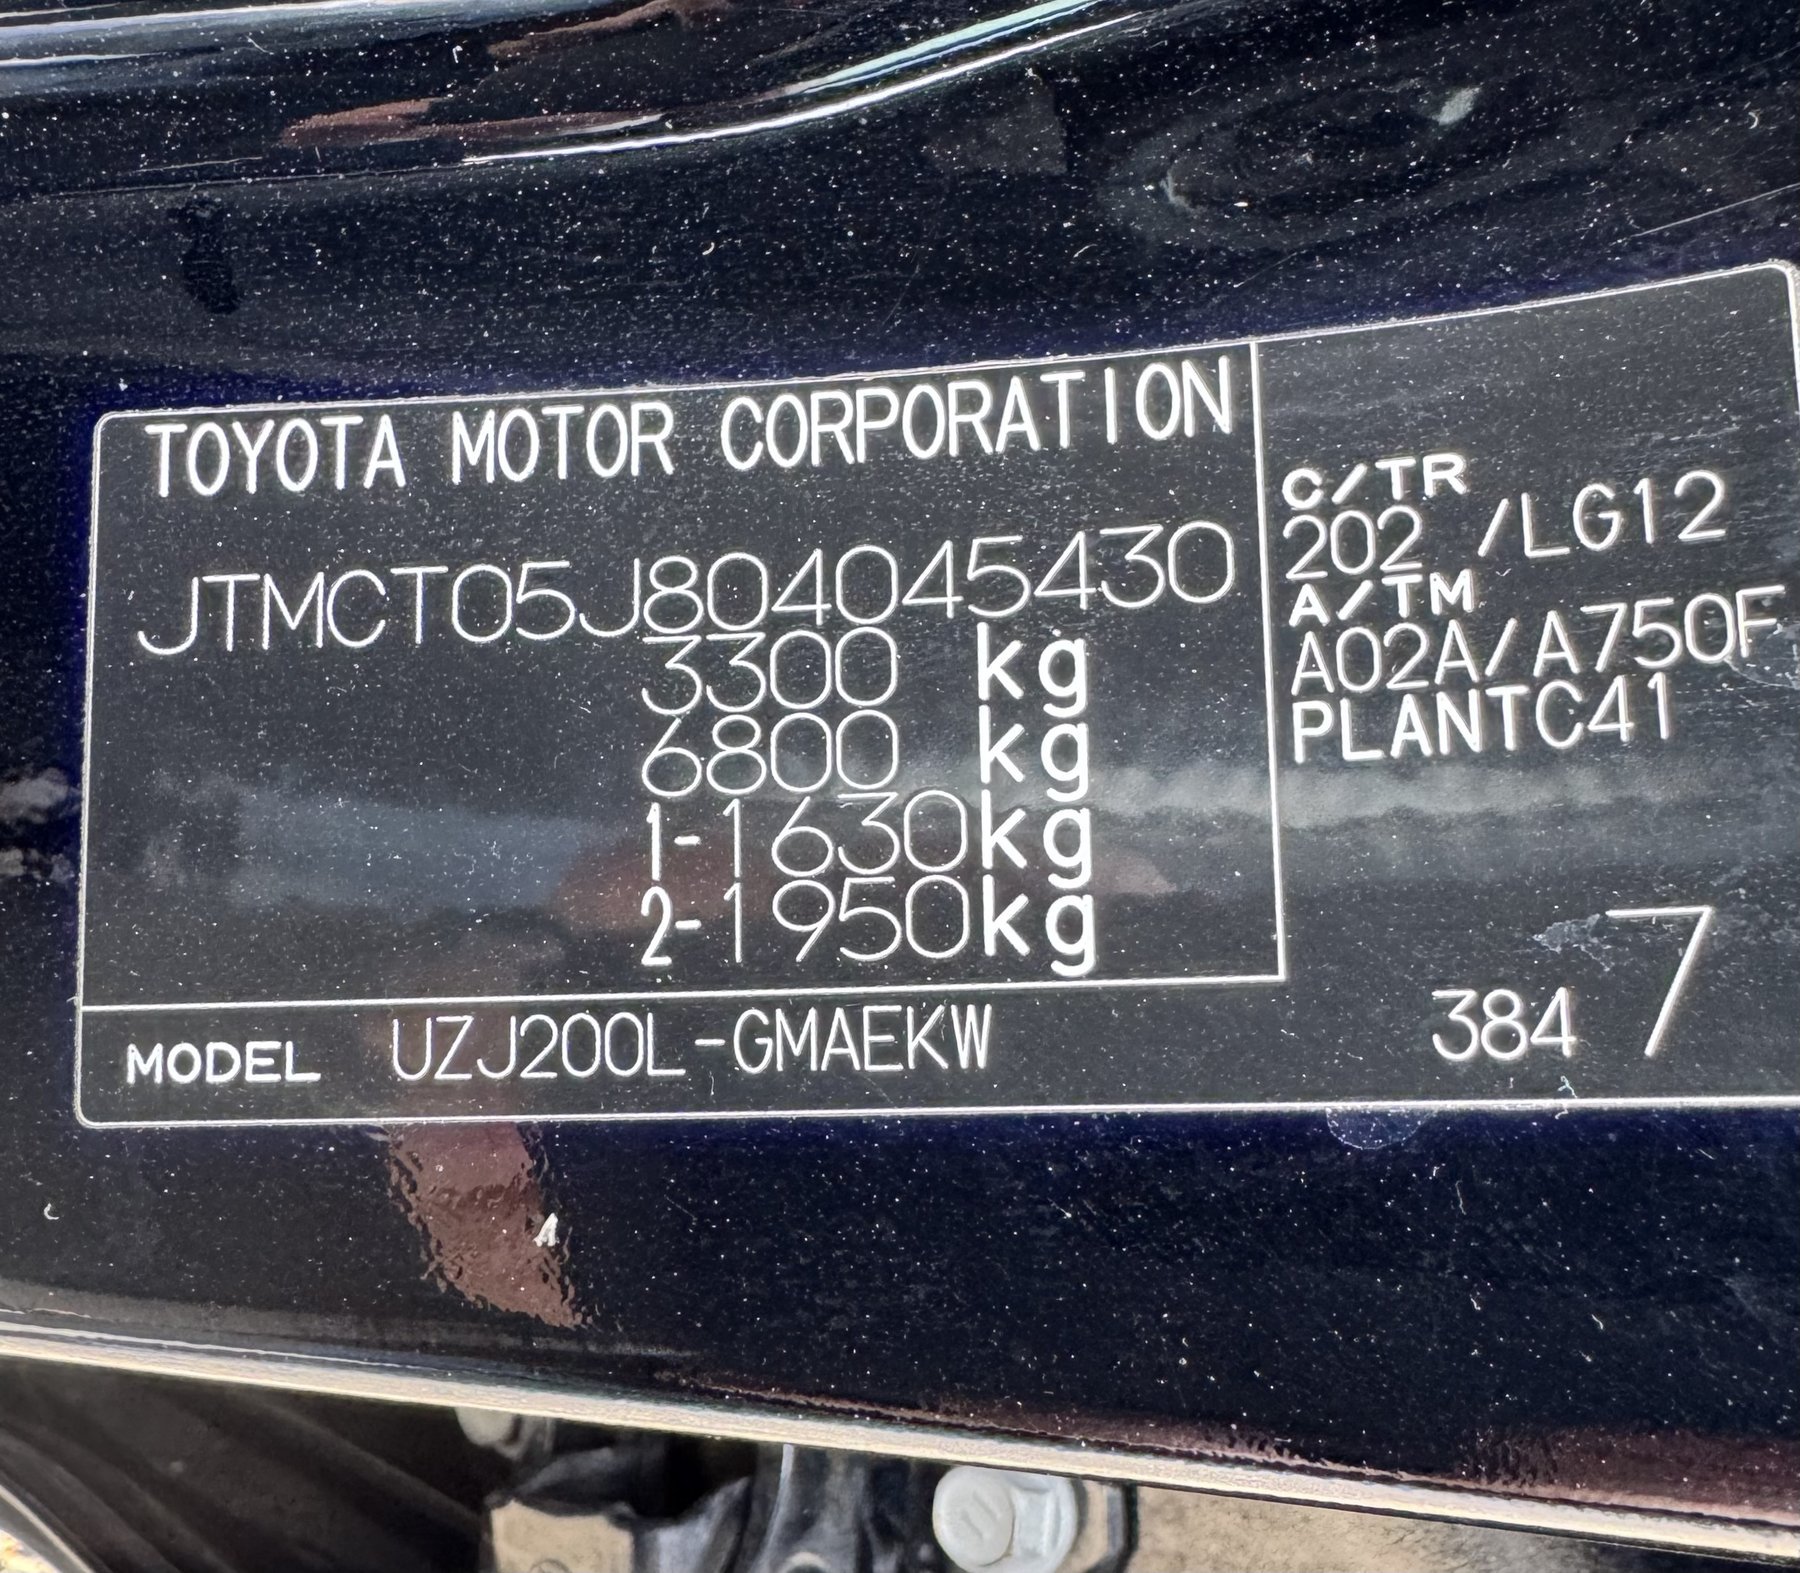 TOYOTA MOTOR CORPORATION
JTMCT05J804045430
3300 kg
6800 kg
1-1630kg
2-1950kg
MODEL UZJ200L-GMAEKW
C/TR
202 /LG12
A/TM
A02A/A750F
PLANTC41
384 7